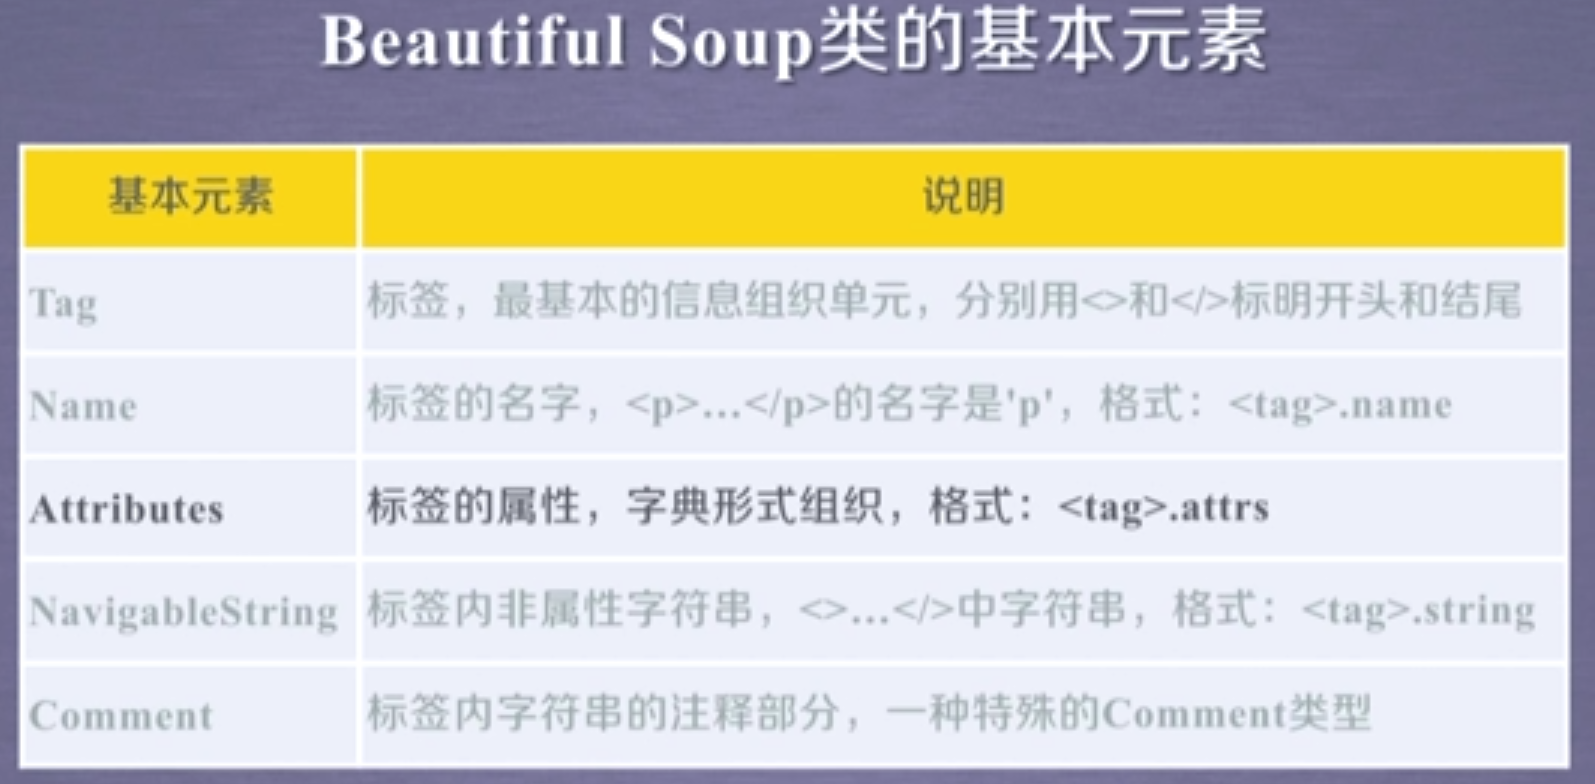 Beautiful Soup类的基本元素
基本元素 说明
Tag 标签，最基本的信息组织单元，分别用<>和</>标明开头和结尾
Name 标签的名字，<p>…</p>的名字是'p'，格式：<tag>.name
Attributes 标签的属性，字典形式组织，格式：<tag>.attrs
NavigableString 标签内非属性字符串，<>…</>中字符串，格式：<tag>.string
Comment 标签内字符串的注释部分，一种特殊的Comment类型